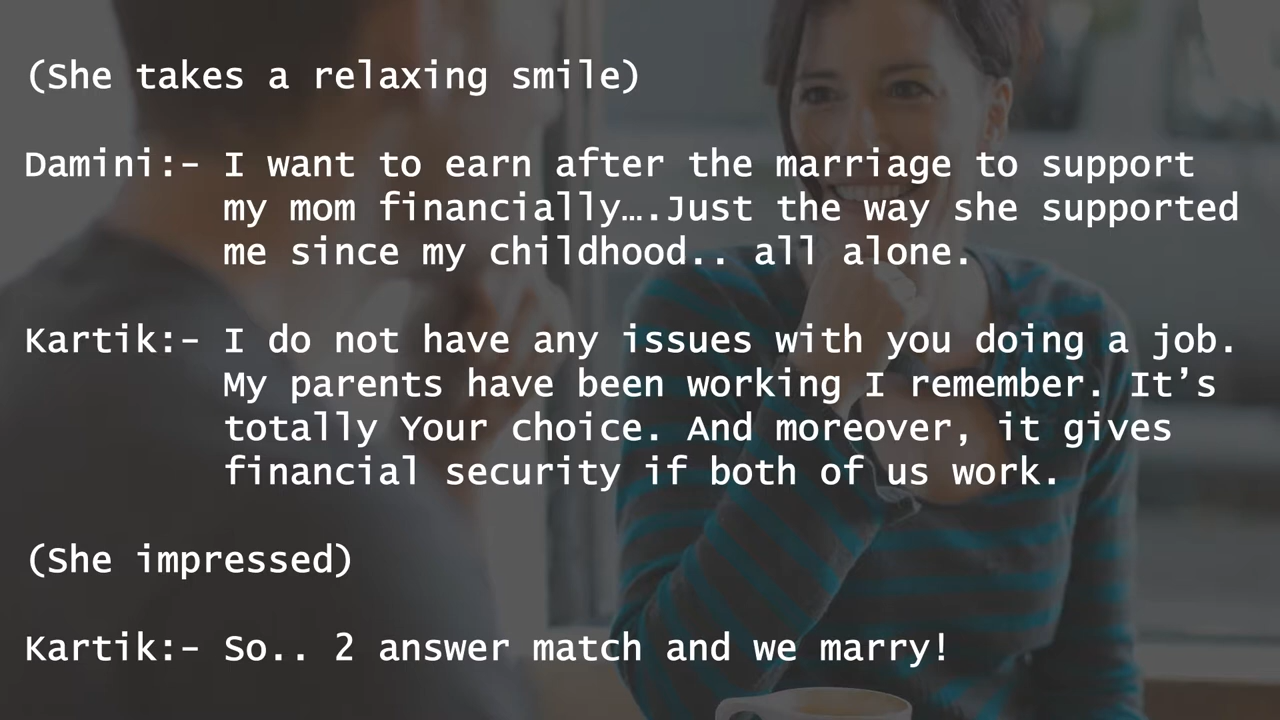 (She takes a relaxing smile)
Damini:- I want to earn after the marriage to support
my mom financially….Just the way she supported
me since my childhood.. all alone.
Kartik:- I do not have any issues with you doing a job.
My parents have been working I remember. It’s
totally Your choice. And moreover, it gives
financial security if both of us work.
(She impressed)
Kartik:- So.. 2 answer match and we marry!